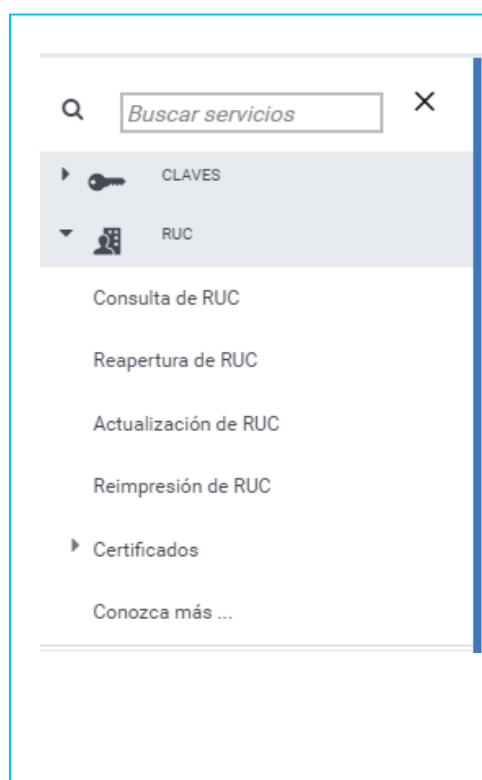 Buscar servicios
CLAVES
RUC
Consulta de RUC
Reapertura de RUC
Actualización de RUC
Reimpresión de RUC
Certificados
Conozca más ...